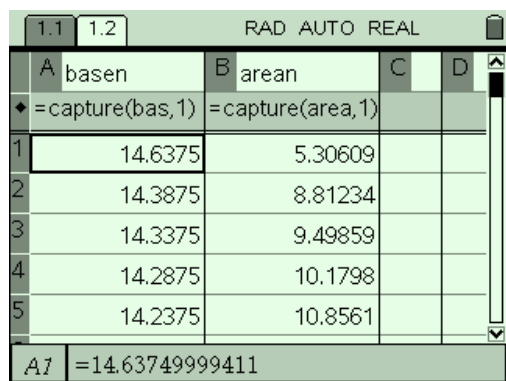 1.1 1.2 RAD AUTO REAL
A basen B arean C D
◆ =capture(bas,1) =capture(area,1)
1 14.6375 5.30609
2 14.3875 8.81234
3 14.3375 9.49859
4 14.2875 10.1798
5 14.2375 10.8561
A1 =14.63749999411